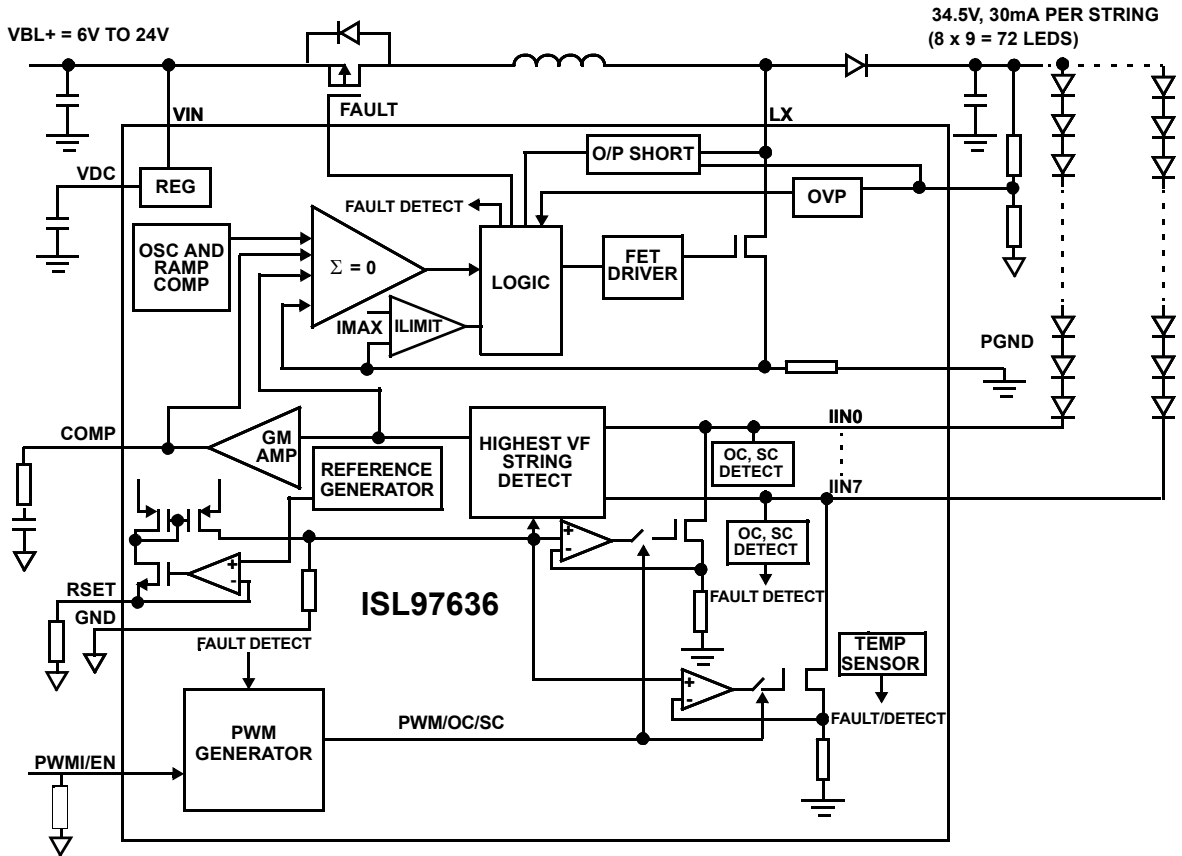 VBL+ = 6V TO 24V
34.5V, 30mA PER STRING
(8 x 9 = 72 LEDS)
FAULT
VIN
LX
O/P SHORT
VDC
REG
OVP
FAULT DETECT
OSC AND
RAMP
COMP
Σ = 0
LOGIC
FET
DRIVER
IMAX
ILIMIT
PGND
COMP
GM
AMP
HIGHEST VF
STRING
DETECT
IIN0
OC, SC
DETECT
REFERENCE
GENERATOR
IIN7
+
-
OC, SC
DETECT
+
-
RSET
FAULT DETECT
GND
ISL97636
FAULT DETECT
TEMP
SENSOR
+
-
FAULT/DETECT
PWM/OC/SC
PWM
GENERATOR
PWMI/EN